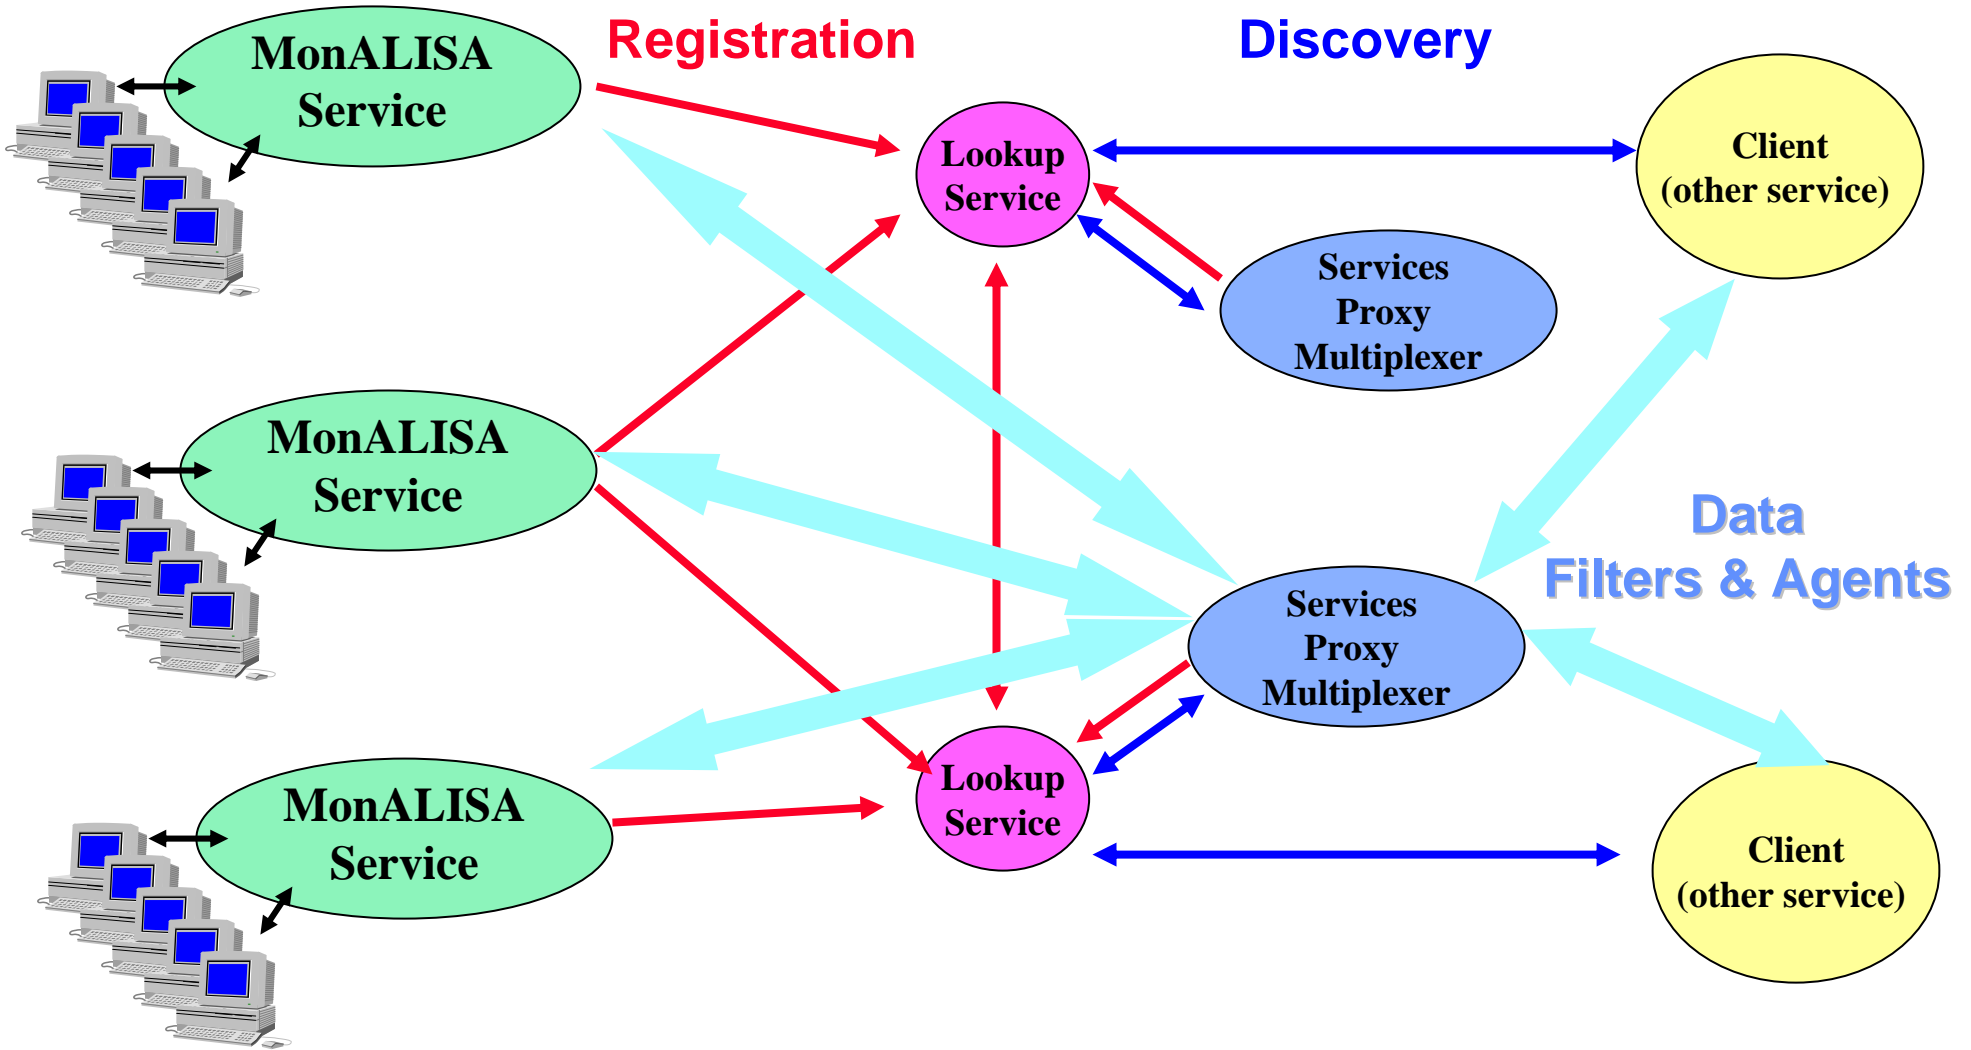 Registration
Discovery
MonALISA
Service
Lookup
Service
Client
(other service)
Services
Proxy
Multiplexer
MonALISA
Service
Data
Filters & Agents
Services
Proxy
Multiplexer
MonALISA
Service
Lookup
Service
Client
(other service)